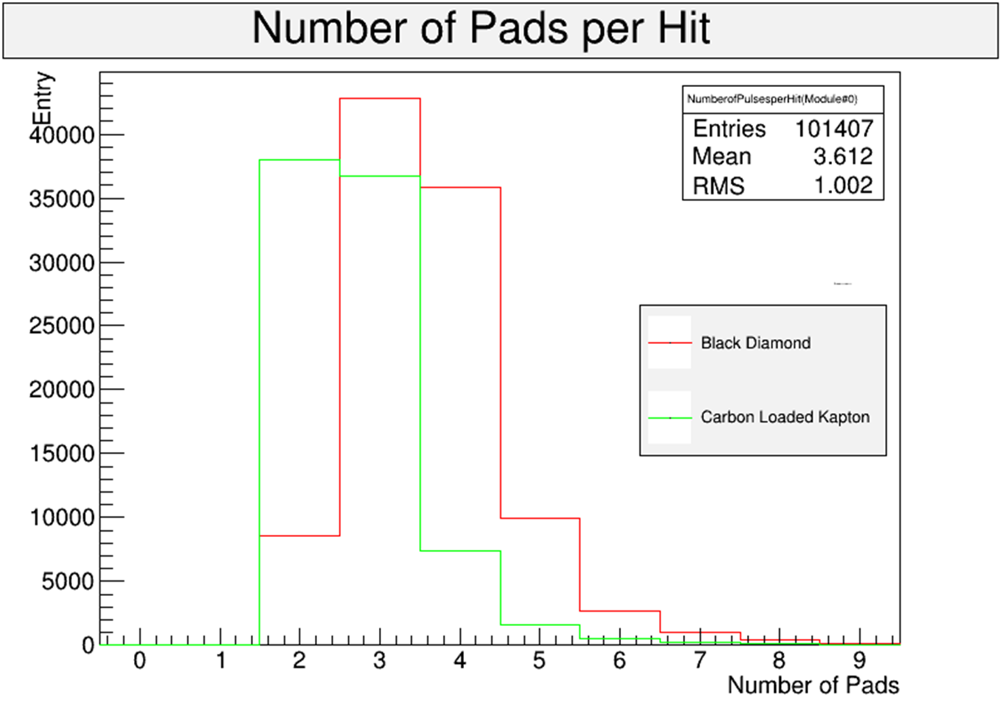 Number of Pads per Hit
Entry
NumberofPulsesperHit(Module#0)
Entries 101407
Mean 3.612
RMS 1.002
40000
35000
30000
25000
20000
15000
10000
5000
0
Black Diamond
Carbon Loaded Kapton
0 1 2 3 4 5 6 7 8 9
Number of Pads